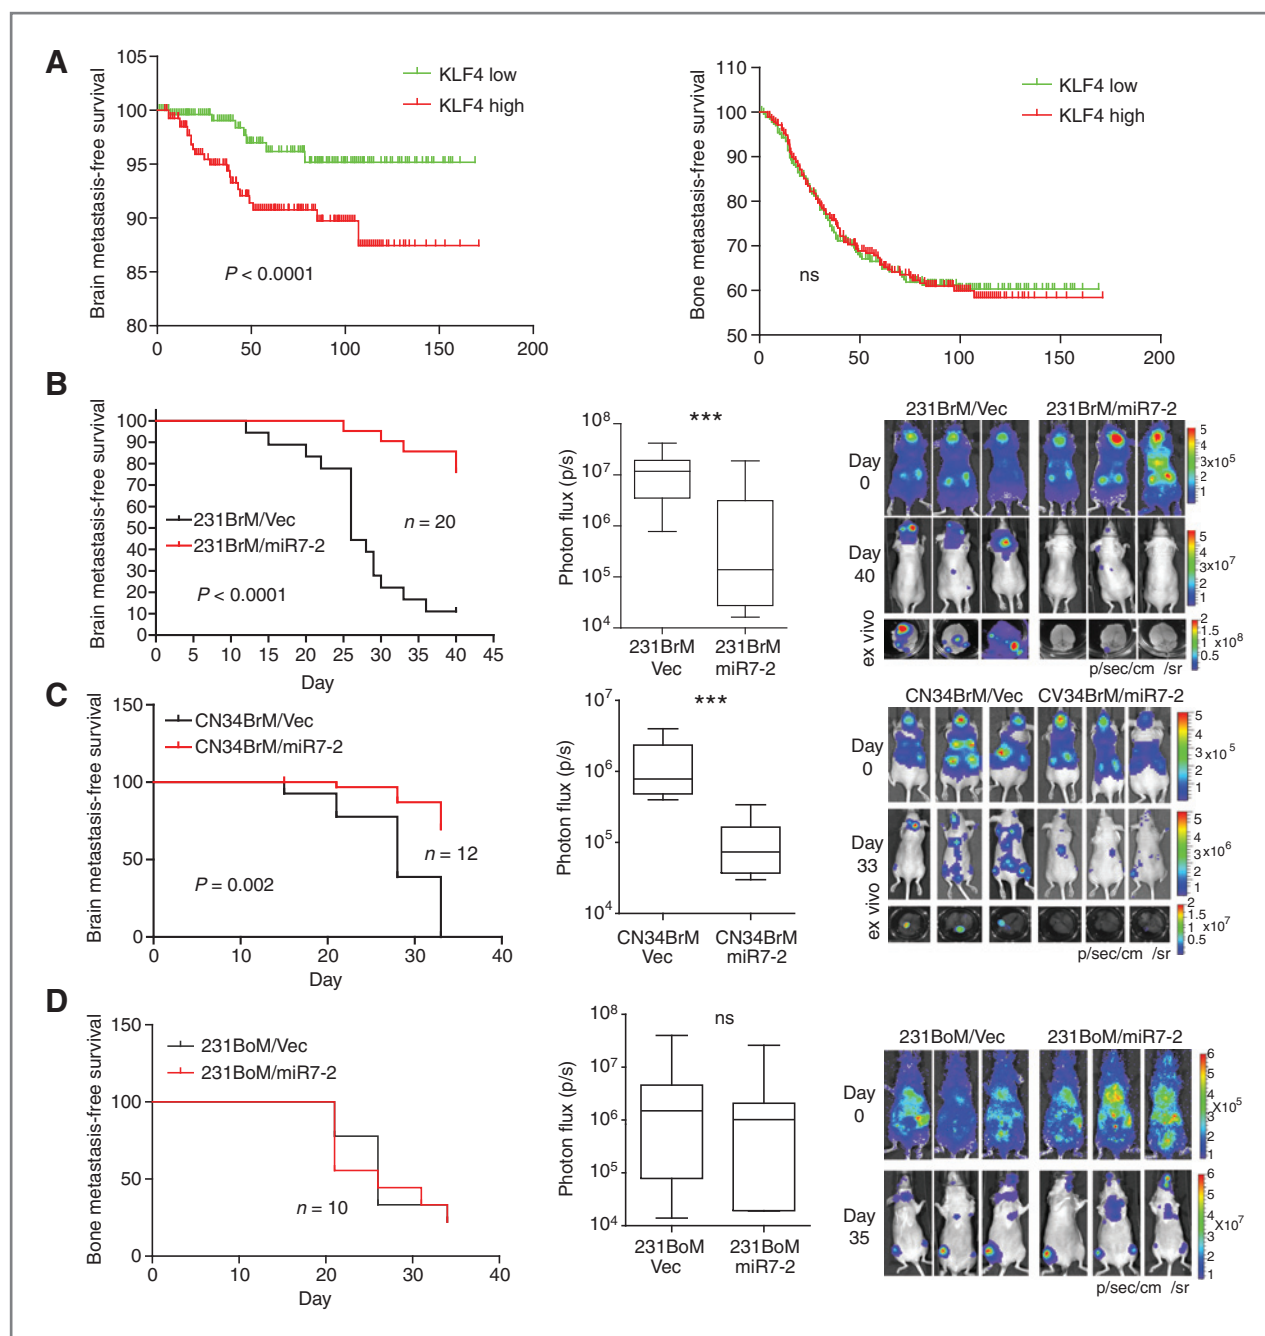 A
Brain metastasis-free survival
105
100
95
90
85
80
0 50 100 150 200
KLF4 low
KLF4 high
P < 0.0001
Bone metastasis-free survival
110
100
90
80
70
60
50
0 50 100 150 200
KLF4 low
KLF4 high
ns
B
Brain metastasis-free survival
100
90
80
70
60
50
40
30
20
10
0
0 5 10 15 20 25 30 35 40 45
Day
231BrM/Vec
231BrM/miR7-2
n = 20
P < 0.0001
Photon flux (p/s)
10^8
10^7
10^6
10^5
10^4
***
231BrM 231BrM
Vec miR7-2
231BrM/Vec 231BrM/miR7-2
Day
0
5
4
3x10^5
2
1
Day
40
5
4
3x10^7
2
1
ex vivo
2
1.5
1 x10^8
0.5
p/sec/cm /sr
C
Brain metastasis-free survival
150
100
50
0
0 10 20 30 40
Day
CN34BrM/Vec
CN34BrM/miR7-2
n = 12
P = 0.002
Photon flux (p/s)
10^7
10^6
10^5
10^4
***
CN34BrM CN34BrM
Vec miR7-2
CN34BrM/Vec CV34BrM/miR7-2
Day
0
5
4
3 x10^5
2
1
Day
33
5
4
3 x10^6
2
1
ex vivo
2
1.5
1 x10^7
0.5
p/sec/cm /sr
D
Bone metastasis-free survival
150
100
50
0
0 10 20 30 40
Day
231BoM/Vec
231BoM/miR7-2
n = 10
Photon flux (p/s)
10^8
10^7
10^6
10^5
10^4
ns
231BoM 231BoM
Vec miR7-2
231BoM/Vec 231BoM/miR7-2
Day
0
6
5
4
X10^5
3
2
1
Day
35
6
5
4
X10^7
3
2
1
p/sec/cm /sr